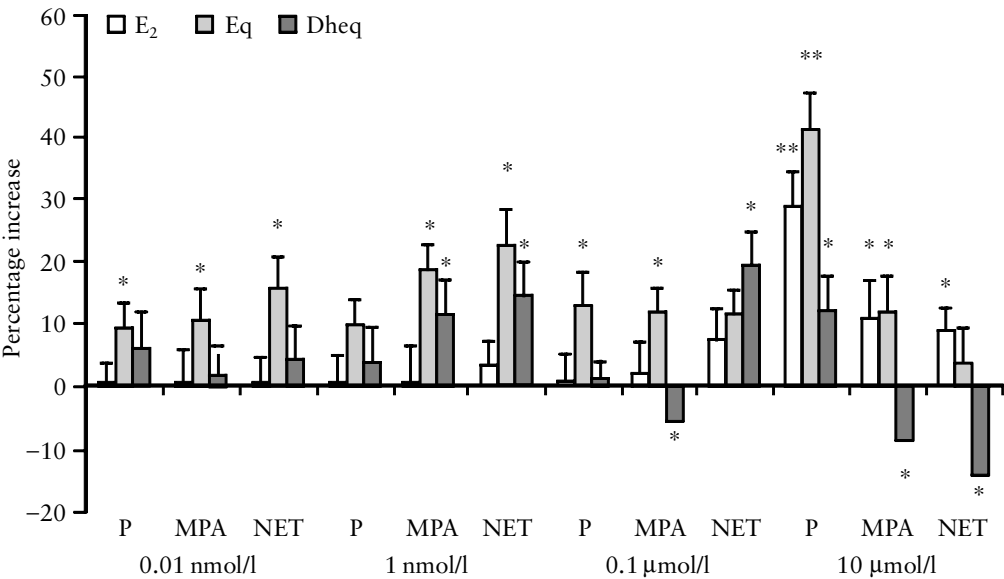 60
E₂ Eq Dheq
50
40
30
20
10
0
−10
−20
Percentage increase
* * * * * * * * * * * * ** ** * * * * * *
P MPA NET P MPA NET P MPA NET P MPA NET
0.01 nmol/l 1 nmol/l 0.1 μmol/l 10 μmol/l